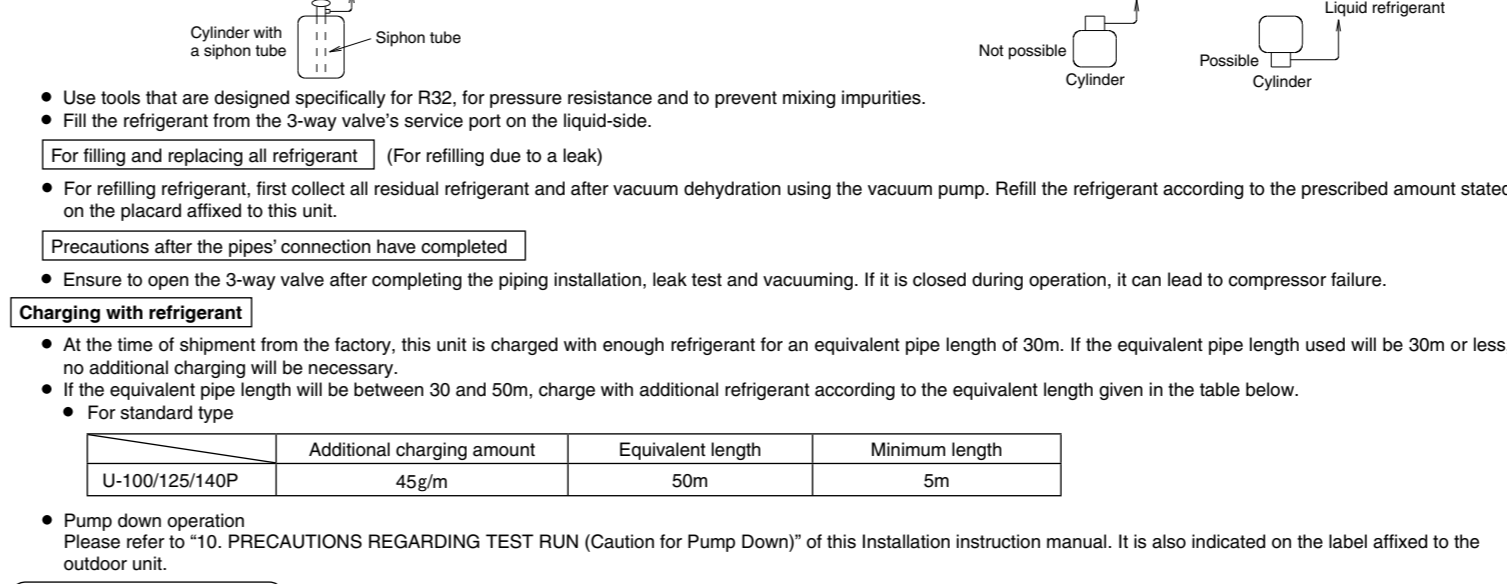 Liquid refrigerant
Cylinder with
a siphon tube
Siphon tube
Not possible
Cylinder
Possible
Cylinder
● Use tools that are designed specifically for R32, for pressure resistance and to prevent mixing impurities.
● Fill the refrigerant from the 3-way valve's service port on the liquid-side.
For filling and replacing all refrigerant (For refilling due to a leak)
● For refilling refrigerant, first collect all residual refrigerant and after vacuum dehydration using the vacuum pump. Refill the refrigerant according to the prescribed amount stated
on the placard affixed to this unit.
Precautions after the pipes' connection have completed
● Ensure to open the 3-way valve after completing the piping installation, leak test and vacuuming. If it is closed during operation, it can lead to compressor failure.
Charging with refrigerant
● At the time of shipment from the factory, this unit is charged with enough refrigerant for an equivalent pipe length of 30m. If the equivalent pipe length used will be 30m or less
no additional charging will be necessary.
● If the equivalent pipe length will be between 30 and 50m, charge with additional refrigerant according to the equivalent length given in the table below.
● For standard type
Additional charging amount Equivalent length Minimum length
U-100/125/140P 45g/m 50m 5m
● Pump down operation
Please refer to "10. PRECAUTIONS REGARDING TEST RUN (Caution for Pump Down)" of this Installation instruction manual. It is also indicated on the label affixed to the
outdoor unit.